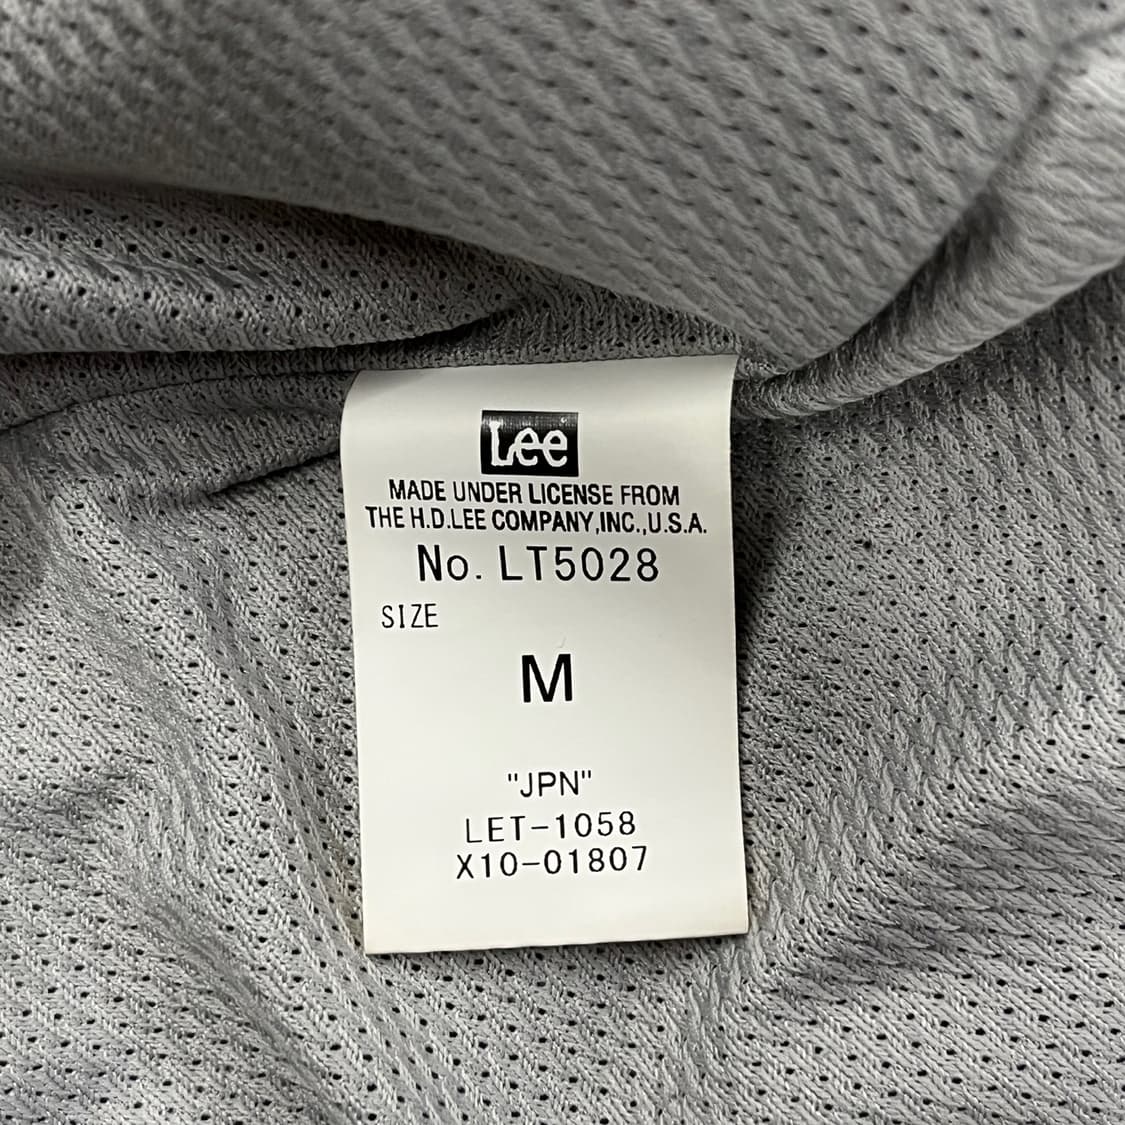 Lee
MADE UNDER LICENSE FROM
THE H.D.LEE COMPANY,INC.,U.S.A.
No. LT5028
SIZE
M
"JPN"
LET-1058
X10-01807